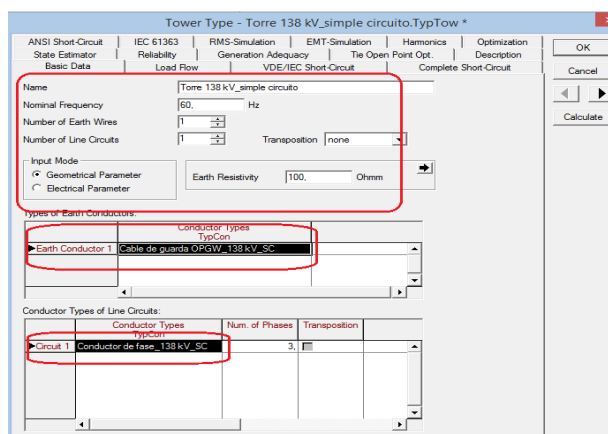 Tower Type - Torre 138 kV_simple circuito.TypTow *
ANSI Short-Circuit IEC 61363 RMS-Simulation EMT-Simulation Harmonics Optimization
State Estimator Reliability Generation Adequacy Tie Open Point Opt. Description
Basic Data Load Flow VDE/IEC Short-Circuit Complete Short-Circuit
OK
Cancel
Calculate
Name Torre 138 kV_simple circuito
Nominal Frequency 60, Hz
Number of Earth Wires 1
Number of Line Circuits 1 Transposition none
Input Mode
Geometrical Parameter
Electrical Parameter
Earth Resistivity 100, Ohmm
Types of Earth Conductors:
Conductor Types
TypCon
Earth Conductor 1 Cable de guarda OPGW_138 kV_SC
Conductor Types of Line Circuits:
Conductor Types Num. of Phases Transposition
TypCon
Circuit 1 Conductor de fase_138 kV_SC 3,